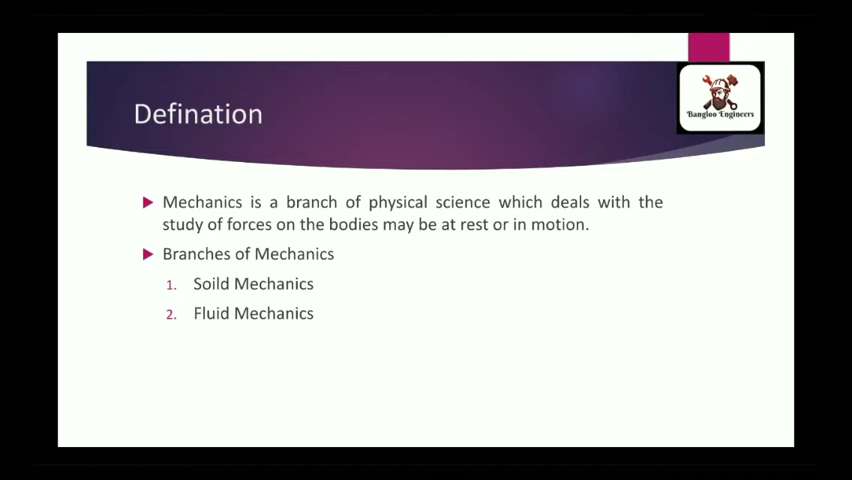 Defination
Bangloo Engineers
Mechanics is a branch of physical science which deals with the
study of forces on the bodies may be at rest or in motion.
Branches of Mechanics
1. Soild Mechanics
2. Fluid Mechanics